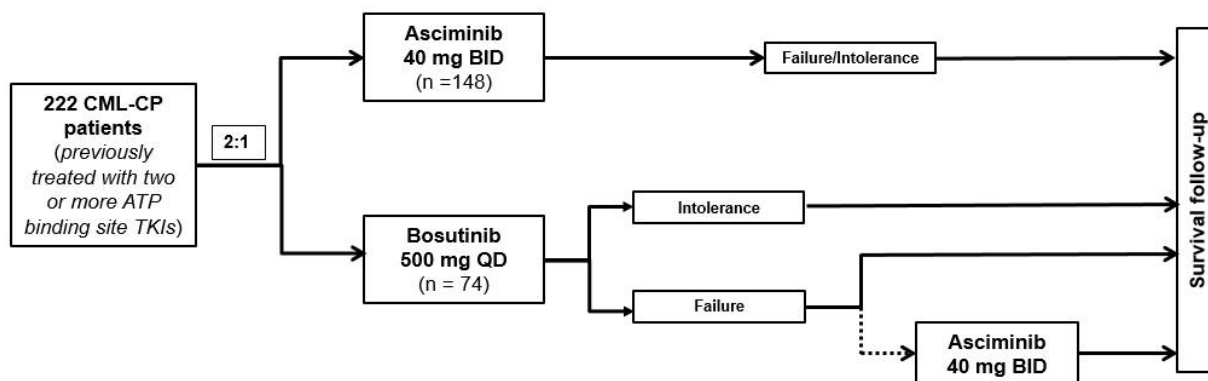 222 CML-CP
patients
(previously
treated with two
or more ATP
binding site TKIs)
2:1
Asciminib
40 mg BID
(n =148)
Failure/Intolerance
Bosutinib
500 mg QD
(n = 74)
Intolerance
Failure
Asciminib
40 mg BID
Survival follow-up